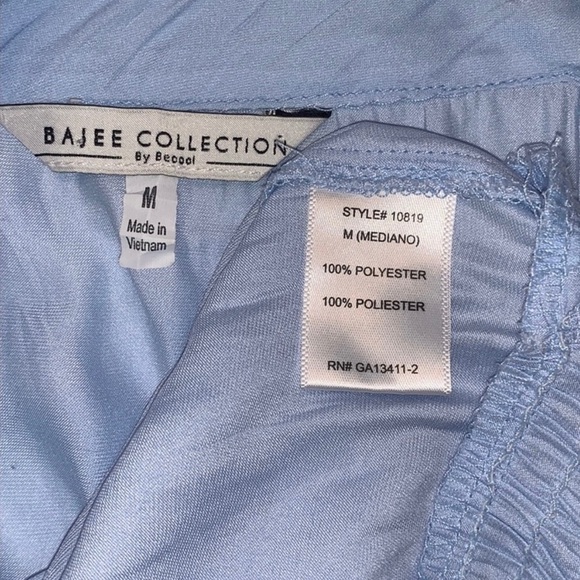 BAJEE COLLECTION
By Becool
M
Made in
Vietnam
STYLE# 10819
M (MEDIANO)
100% POLYESTER
100% POLIESTER
RN# GA13411-2